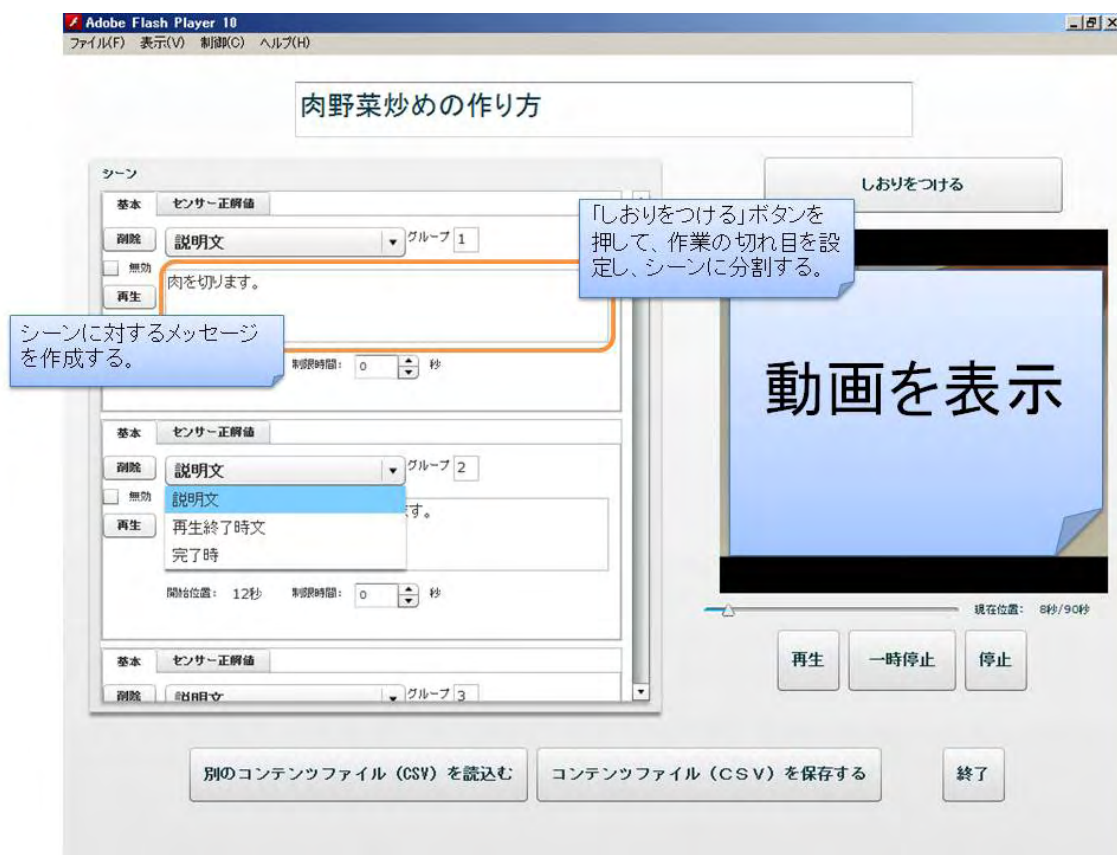 Adobe Flash Player 10
ファイル(F) 表示(V) 制御(C) ヘルプ(H)
肉野菜炒めの作り方
シーン
基本 センサー正解値
削除 説明文 グループ 1
無効
再生
肉を切ります。
制限時間: 0 秒
シーンに対するメッセージ
を作成する。
基本 センサー正解値
削除 説明文 グループ 2
無効
再生
説明文
再生終了時文
完了時
す。
開始位置: 12秒 制限時間: 0 秒
基本 センサー正解値
削除 説明文 グループ 3
しおりをつける
「しおりをつける」ボタンを
押して、作業の切れ目を設
定し、シーンに分割する。
動画を表示
現在位置: 8秒/90秒
再生 一時停止 停止
別のコンテンツファイル(CSV)を読込む コンテンツファイル(CSV)を保存する 終了